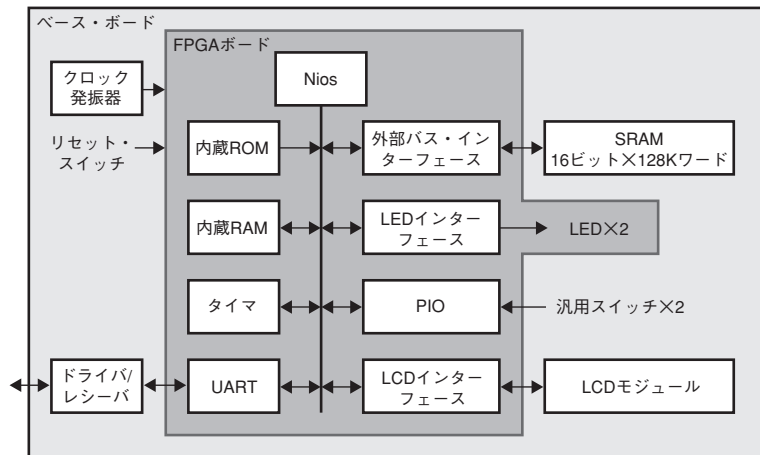 ベース・ボード
FPGAボード
クロック
発振器
Nios
リセット・
スイッチ
内蔵ROM
外部バス・イン
ターフェース
SRAM
16ビット×128Kワード
内蔵RAM
LEDインター
フェース
LED×2
タイマ
PIO
汎用スイッチ×2
ドライバ/
レシーバ
UART
LCDインター
フェース
LCDモジュール